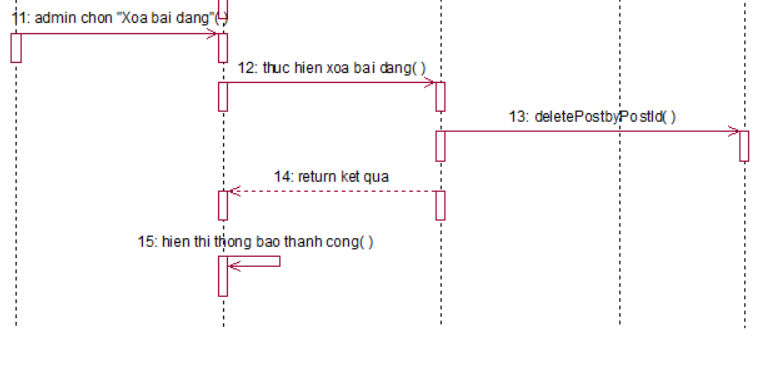 11: admin chon "Xoa bai dang"( )
12: thuc hien xoa bai dang( )
13: deletePostbyPostId( )
14: return ket qua
15: hien thi thong bao thanh cong( )